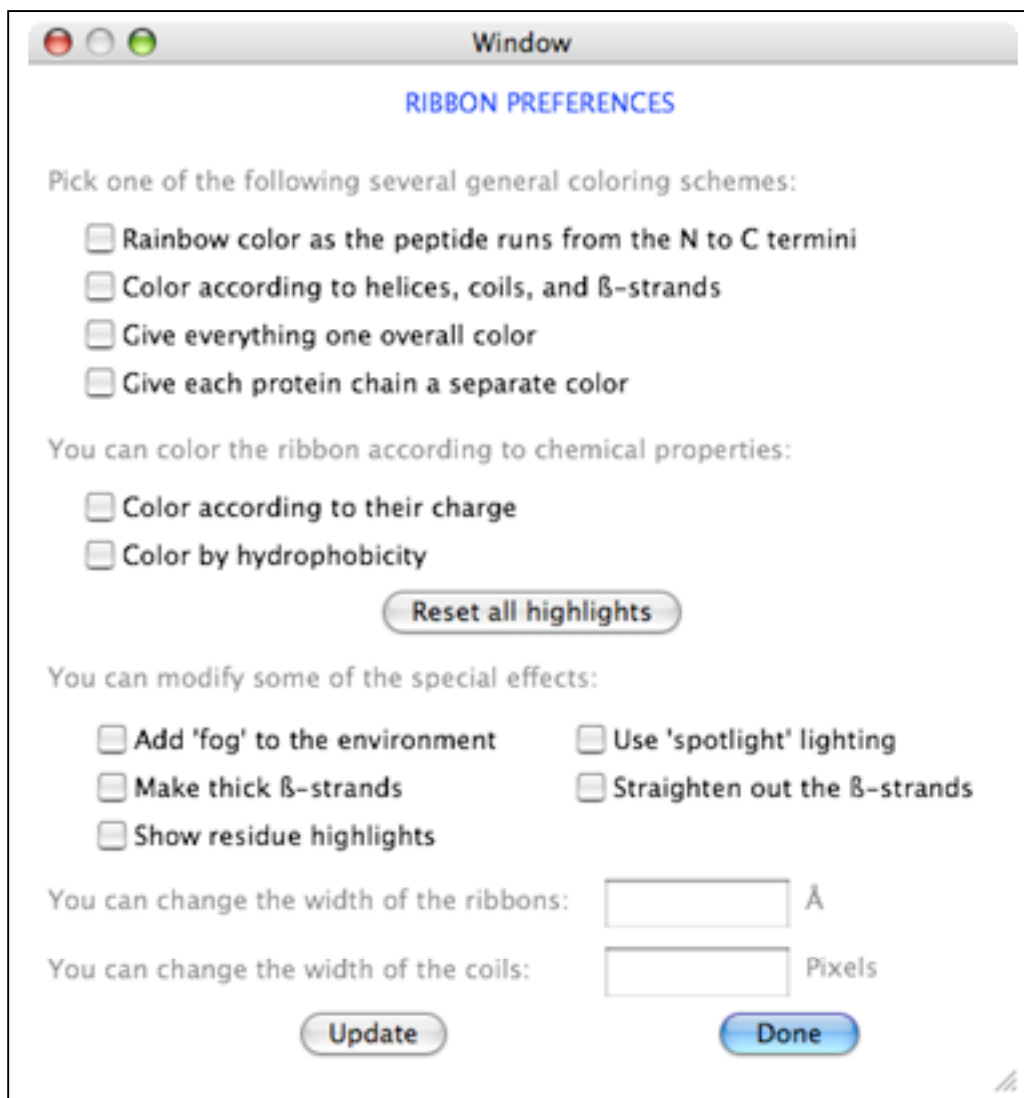 Window
RIBBON PREFERENCES
Pick one of the following several general coloring schemes:
Rainbow color as the peptide runs from the N to C termini
Color according to helices, coils, and ß-strands
Give everything one overall color
Give each protein chain a separate color
You can color the ribbon according to chemical properties:
Color according to their charge
Color by hydrophobicity
Reset all highlights
You can modify some of the special effects:
Add 'fog' to the environment
Use 'spotlight' lighting
Make thick ß-strands
Straighten out the ß-strands
Show residue highlights
You can change the width of the ribbons: Å
You can change the width of the coils: Pixels
Update
Done